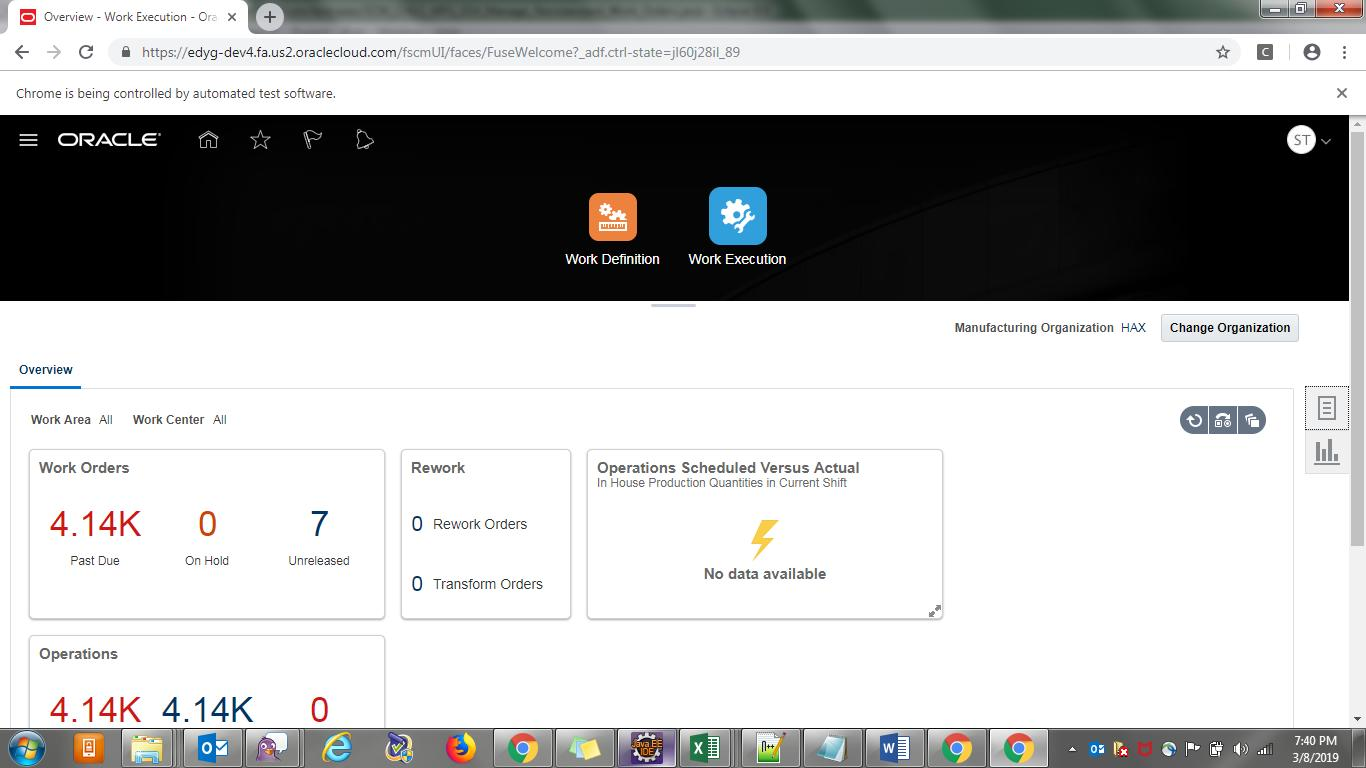 Overview - Work Execution - Ora
https://edyg-dev4.fa.us2.oraclecloud.com/fscmUI/faces/FuseWelcome?_adf.ctrl-state=jl60j28il_89
C
Chrome is being controlled by automated test software.
ORACLE
ST
Work Definition
Work Execution
Manufacturing Organization HAX
Change Organization
Overview
Work Area All
Work Center All
Work Orders
4.14K
0
7
Past Due
On Hold
Unreleased
Rework
0 Rework Orders
0 Transform Orders
Operations Scheduled Versus Actual
In House Production Quantities in Current Shift
No data available
Operations
4.14K
4.14K
0
Java EE
IDE
7:40 PM
3/8/2019